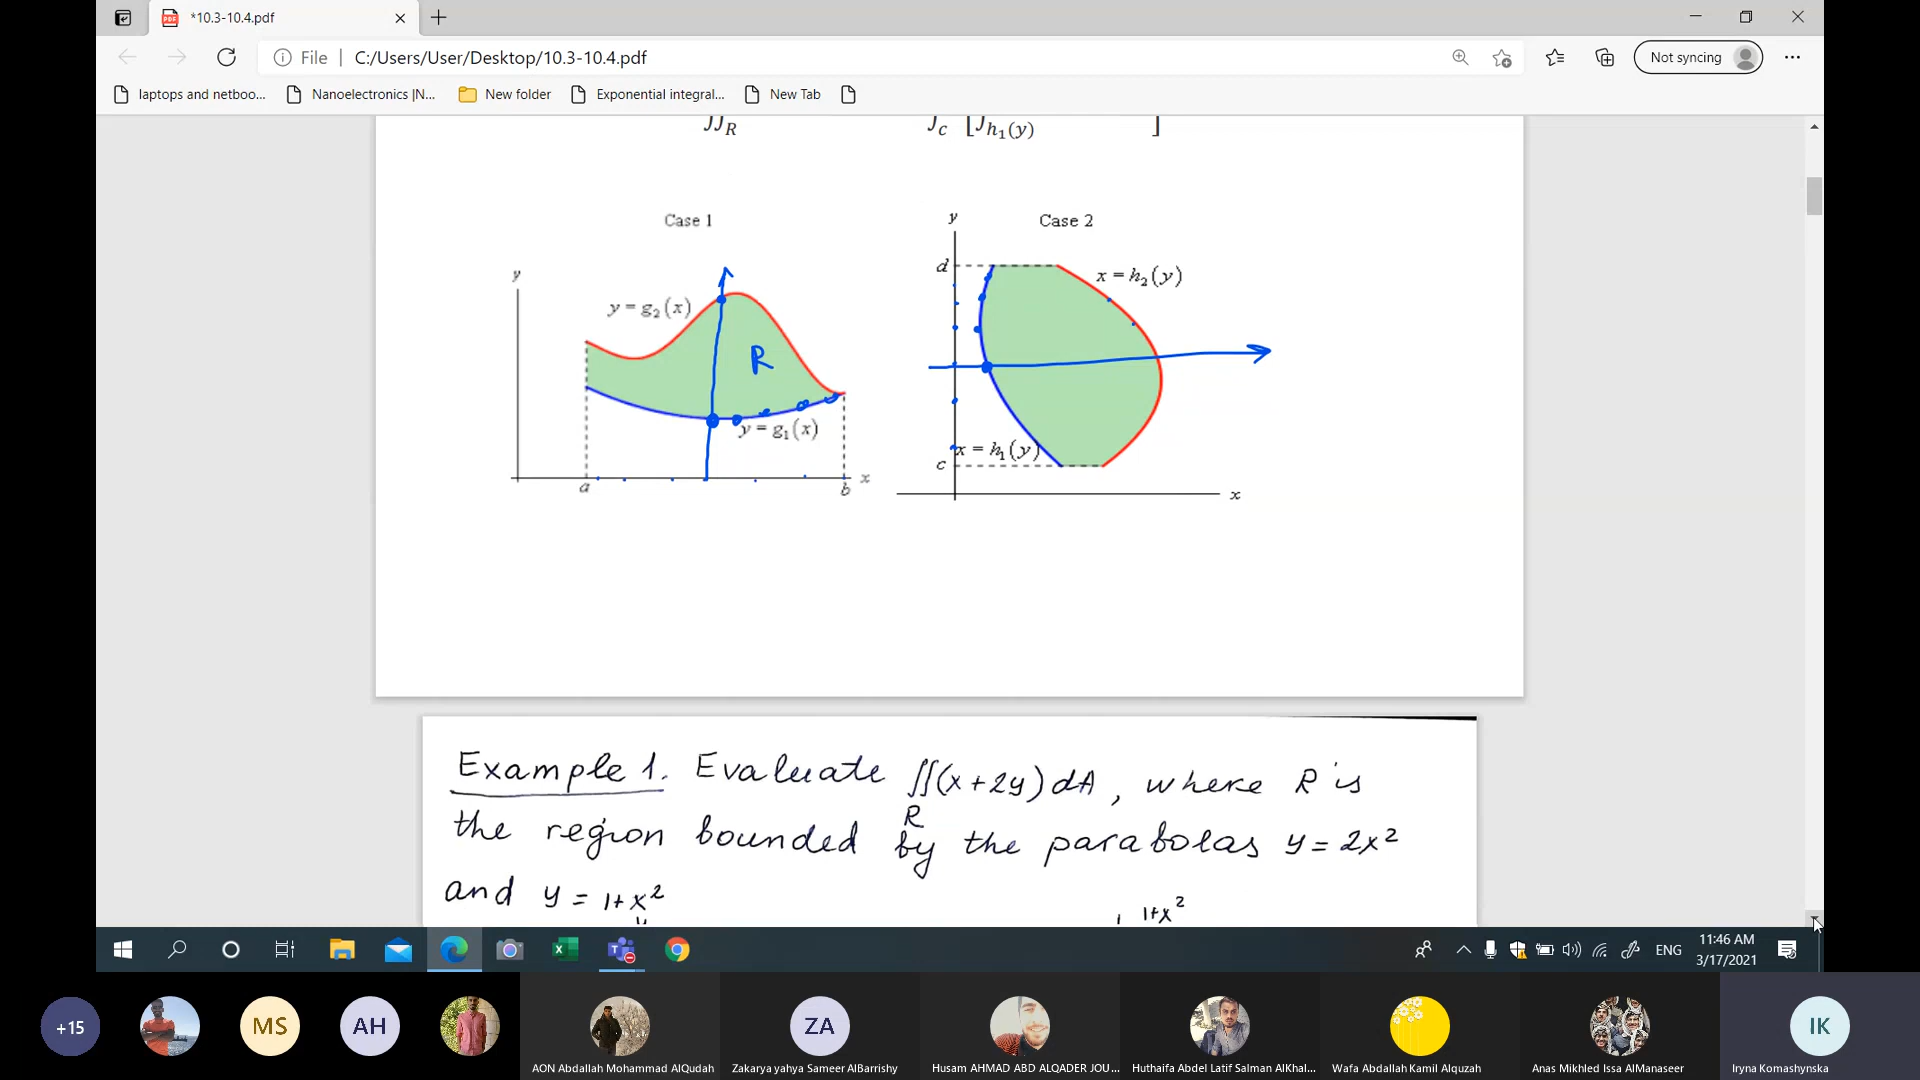 *10.3-10.4.pdf
File | C:/Users/User/Desktop/10.3-10.4.pdf
Not syncing
laptops and netboo...
Nanoelectronics |N...
New folder
Exponential integral...
New Tab
∫∫R ∫c [∫h₁(y) ]
Case 1
y
y = g₂(x)
R
y = g₁(x)
a
b
x
Case 2
y
d
x = h₂(y)
x = h₁(y)
c
x
Example 1. Evaluate ∬(x+2y)dA, where R is
R
the region bounded by the parabolas y = 2x²
and y = 1+x²
y
1 1+x²
ENG
11:46 AM
3/17/2021
+15
MS
AH
ZA
IK
AON Abdallah Mohammad AlQudah
Zakarya yahya Sameer AlBarrishy
Husam AHMAD ABD ALQADER JOU...
Huthaifa Abdel Latif Salman AlKhal...
Wafa Abdallah Kamil Alquzah
Anas Mikhled Issa AlManaseer
Iryna Komashynska